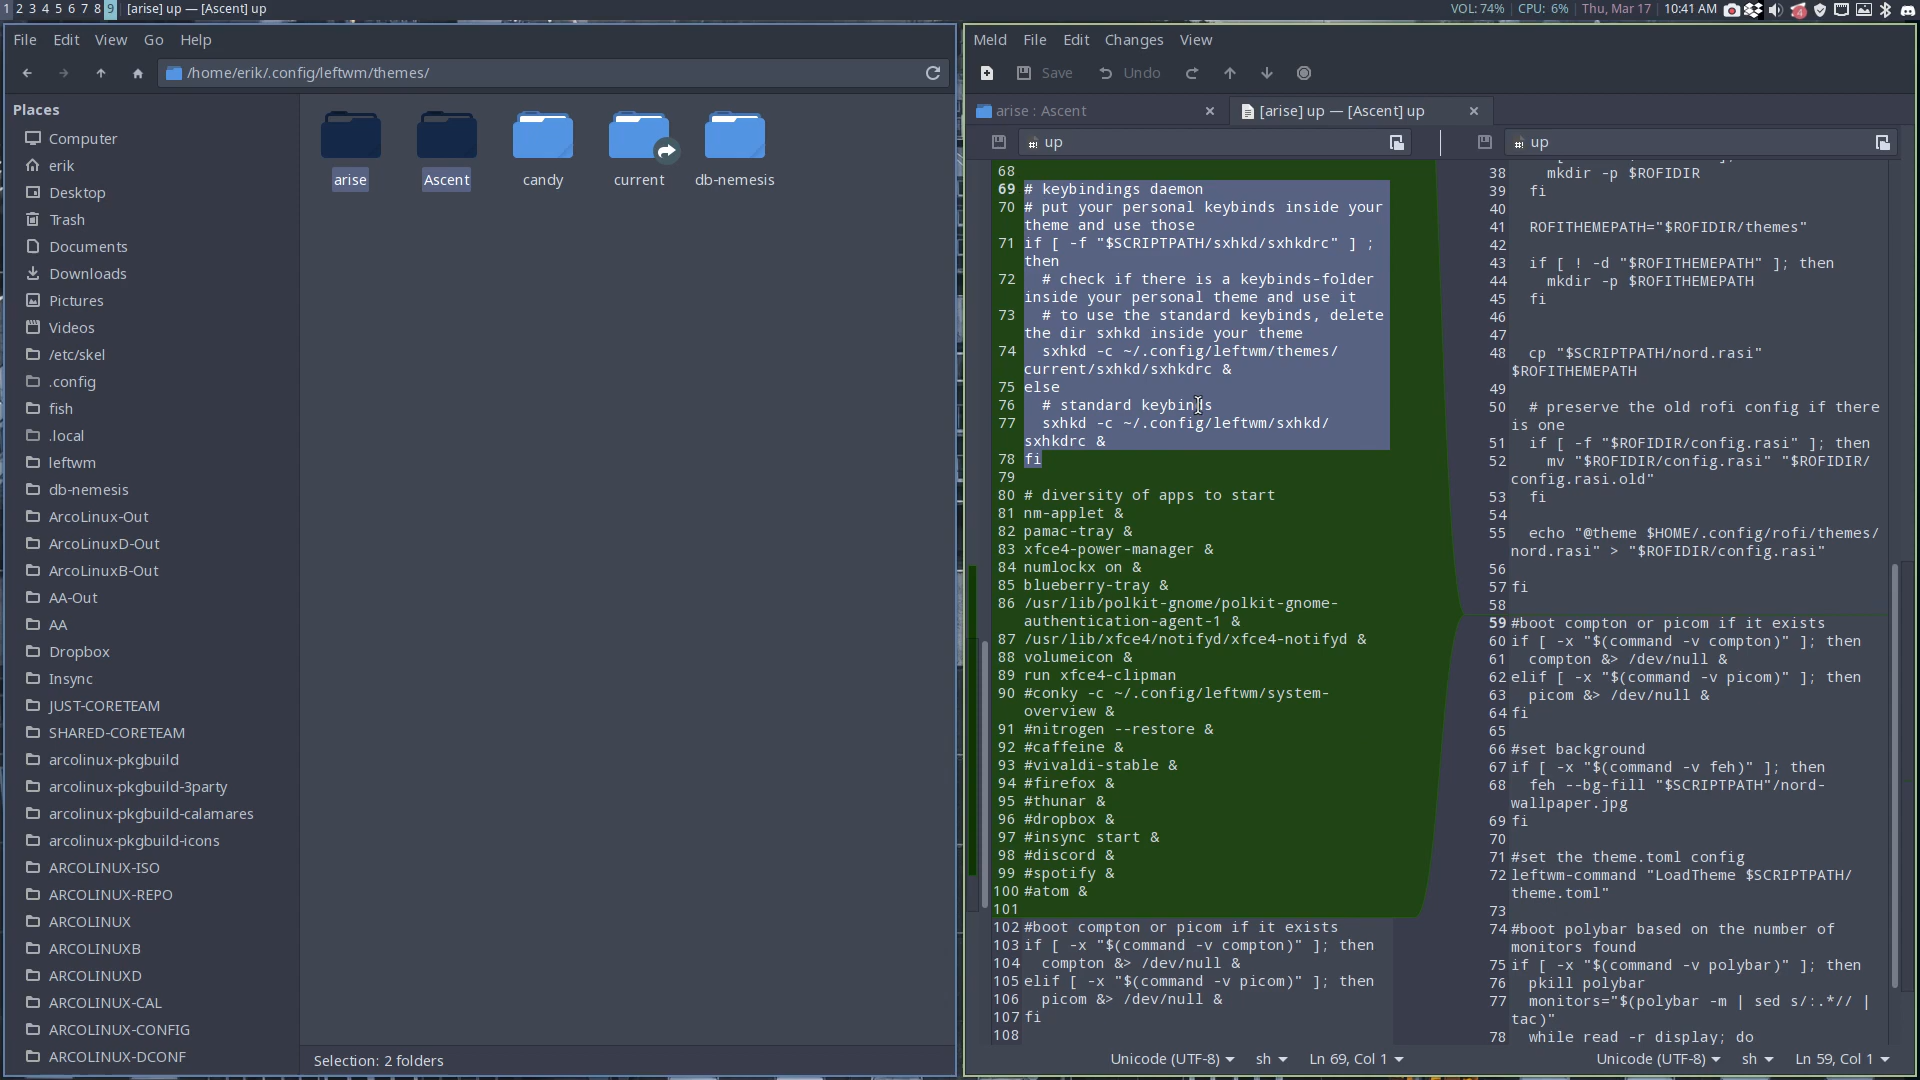 1 2 3 4 5 6 7 8 9 [arise] up — [Ascent] up
VOL: 74% CPU: 6% Thu, Mar 17 10:41 AM
File Edit View Go Help
/home/erik/.config/leftwm/themes/
Places
Computer
erik
Desktop
Trash
Documents
Downloads
Pictures
Videos
/etc/skel
.config
fish
.local
leftwm
db-nemesis
ArcoLinux-Out
ArcoLinuxD-Out
ArcoLinuxB-Out
AA-Out
AA
Dropbox
Insync
JUST-CORETEAM
SHARED-CORETEAM
arcolinux-pkgbuild
arcolinux-pkgbuild-3party
arcolinux-pkgbuild-calamares
arcolinux-pkgbuild-icons
ARCOLINUX-ISO
ARCOLINUX-REPO
ARCOLINUX
ARCOLINUXB
ARCOLINUXD
ARCOLINUX-CAL
ARCOLINUX-CONFIG
ARCOLINUX-DCONF
arise Ascent candy current db-nemesis
Selection: 2 folders
Meld File Edit Changes View
Save Undo
arise : Ascent
[arise] up — [Ascent] up
up
68
69 # keybindings daemon
70 # put your personal keybinds inside your
theme and use those
71 if [ -f "$SCRIPTPATH/sxhkd/sxhkdrc" ] ;
then
72 # check if there is a keybinds-folder
inside your personal theme and use it
73 # to use the standard keybinds, delete
the dir sxhkd inside your theme
74 sxhkd -c ~/.config/leftwm/themes/
current/sxhkd/sxhkdrc &
75 else
76 # standard keybinds
77 sxhkd -c ~/.config/leftwm/sxhkd/
sxhkdrc &
78 fi
79
80 # diversity of apps to start
81 nm-applet &
82 pamac-tray &
83 xfce4-power-manager &
84 numlockx on &
85 blueberry-tray &
86 /usr/lib/polkit-gnome/polkit-gnome-
authentication-agent-1 &
87 /usr/lib/xfce4/notifyd/xfce4-notifyd &
88 volumeicon &
89 run xfce4-clipman
90 #conky -c ~/.config/leftwm/system-
overview &
91 #nitrogen --restore &
92 #caffeine &
93 #vivaldi-stable &
94 #firefox &
95 #thunar &
96 #dropbox &
97 #insync start &
98 #discord &
99 #spotify &
100 #atom &
101
102 #boot compton or picom if it exists
103 if [ -x "$(command -v compton)" ]; then
104 compton &> /dev/null &
105 elif [ -x "$(command -v picom)" ]; then
106 picom &> /dev/null &
107 fi
108
Unicode (UTF-8) sh Ln 69, Col 1
up
38 mkdir -p $ROFIDIR
39 fi
40
41 ROFITHEMEPATH="$ROFIDIR/themes"
42
43 if [ ! -d "$ROFITHEMEPATH" ]; then
44 mkdir -p $ROFITHEMEPATH
45 fi
46
47
48 cp "$SCRIPTPATH/nord.rasi"
$ROFITHEMEPATH
49
50 # preserve the old rofi config if there
is one
51 if [ -f "$ROFIDIR/config.rasi" ]; then
52 mv "$ROFIDIR/config.rasi" "$ROFIDIR/
config.rasi.old"
53 fi
54
55 echo "@theme $HOME/.config/rofi/themes/
nord.rasi" > "$ROFIDIR/config.rasi"
56
57 fi
58
59 #boot compton or picom if it exists
60 if [ -x "$(command -v compton)" ]; then
61 compton &> /dev/null &
62 elif [ -x "$(command -v picom)" ]; then
63 picom &> /dev/null &
64 fi
65
66 #set background
67 if [ -x "$(command -v feh)" ]; then
68 feh --bg-fill "$SCRIPTPATH"/nord-
wallpaper.jpg
69 fi
70
71 #set the theme.toml config
72 leftwm-command "LoadTheme $SCRIPTPATH/
theme.toml"
73
74 #boot polybar based on the number of
monitors found
75 if [ -x "$(command -v polybar)" ]; then
76 pkill polybar
77 monitors="$(polybar -m | sed s/:.*// |
tac)"
78 while read -r display; do
Unicode (UTF-8) sh Ln 59, Col 1